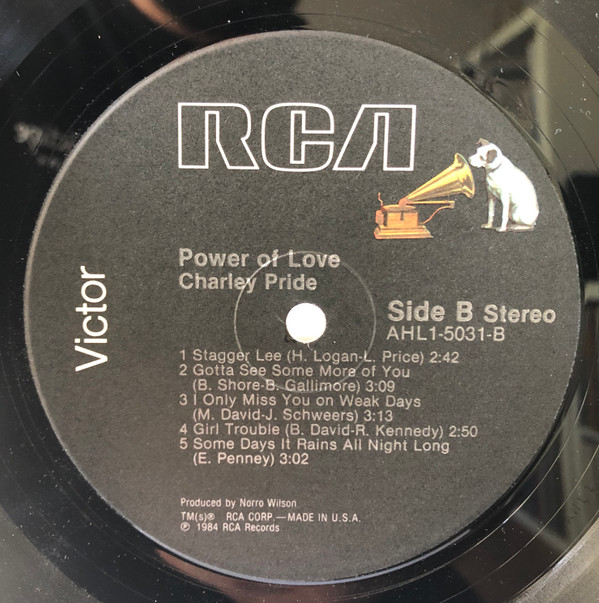 RCA
Victor
Power of Love
Charley Pride
Side B Stereo
AHL1-5031-B
1 Stagger Lee (H. Logan-L. Price) 2:42
2 Gotta See Some More of You
(B. Shore-B. Gallimore) 3:09
3 I Only Miss You on Weak Days
(M. David-J. Schweers) 3:13
4 Girl Trouble (B. David-R. Kennedy) 2:50
5 Some Days It Rains All Night Long
(E. Penney) 3:02
Produced by Norro Wilson
TM(s)® RCA CORP.—MADE IN U.S.A.
℗ 1984 RCA Records